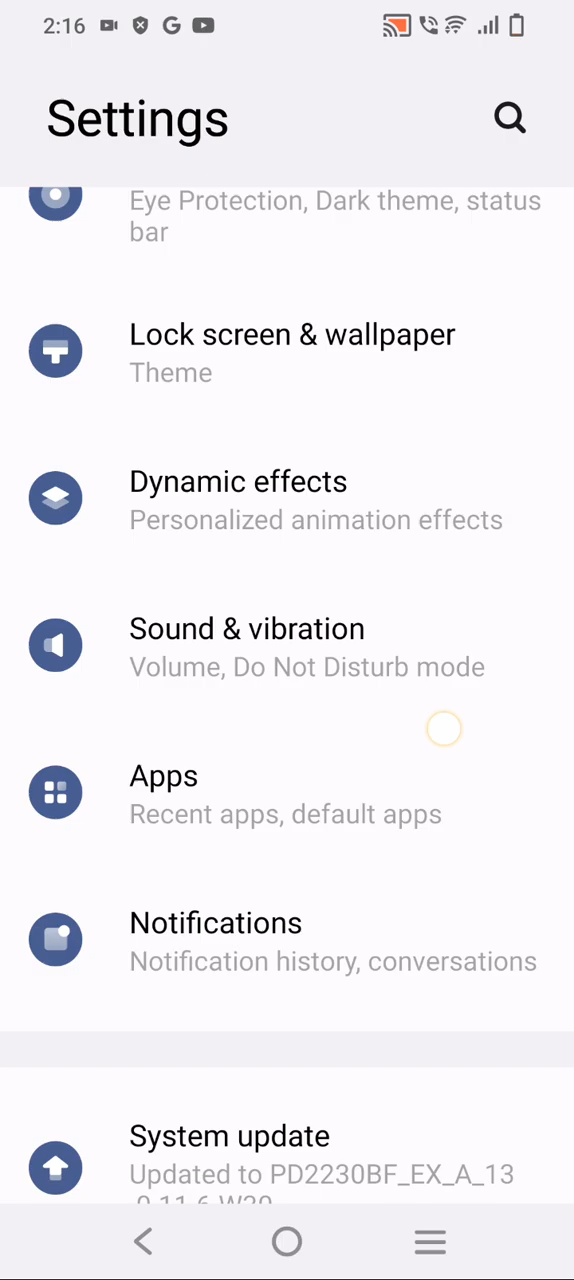 2:16
Settings
Eye Protection, Dark theme, status
bar
Lock screen & wallpaper
Theme
Dynamic effects
Personalized animation effects
Sound & vibration
Volume, Do Not Disturb mode
Apps
Recent apps, default apps
Notifications
Notification history, conversations
System update
Updated to PD2230BF_EX_A_13